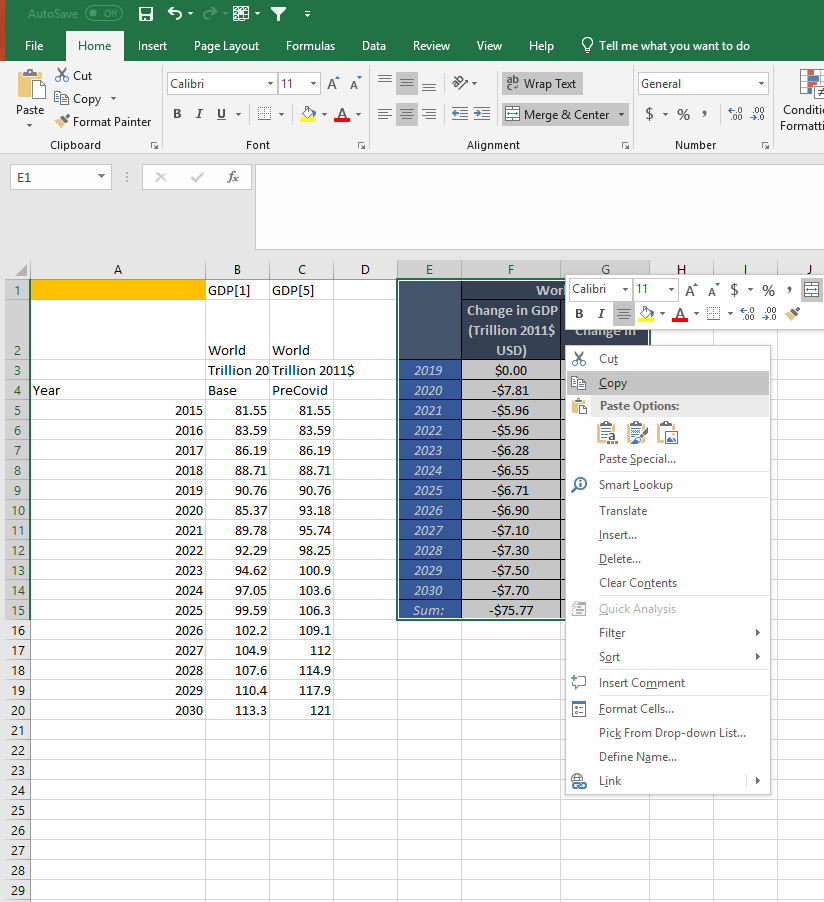 AutoSave Off
File Home Insert Page Layout Formulas Data Review View Help Tell me what you want to do
Cut
Copy
Format Painter
Paste
Calibri 11 A A
B I U A
ab Wrap Text
Merge & Center
General
$ % , .00 .00
Conditi
Formatti
Clipboard Font Alignment Number
E1 fx
A B C D E F G H I J
1 GDP[1] GDP[5] Worl
Change in GDP
(Trillion 2011$ Change in
2 World World USD)
3 Trillion 20 Trillion 2011$ 2019 $0.00
4 Year Base PreCovid 2020 -$7.81
5 2015 81.55 81.55 2021 -$5.96
6 2016 83.59 83.59 2022 -$5.96
7 2017 86.19 86.19 2023 -$6.28
8 2018 88.71 88.71 2024 -$6.55
9 2019 90.76 90.76 2025 -$6.71
10 2020 85.37 93.18 2026 -$6.90
11 2021 89.78 95.74 2027 -$7.10
12 2022 92.29 98.25 2028 -$7.30
13 2023 94.62 100.9 2029 -$7.50
14 2024 97.05 103.6 2030 -$7.70
15 2025 99.59 106.3 Sum: -$75.77
16 2026 102.2 109.1
17 2027 104.9 112
18 2028 107.6 114.9
19 2029 110.4 117.9
20 2030 113.3 121
21
22
23
24
25
26
27
28
29
Calibri 11 A A $ % ,
B I A .00 .00
Cut
Copy
Paste Options:
Paste Special...
Smart Lookup
Translate
Insert...
Delete...
Clear Contents
Quick Analysis
Filter
Sort
Insert Comment
Format Cells...
Pick From Drop-down List...
Define Name...
Link